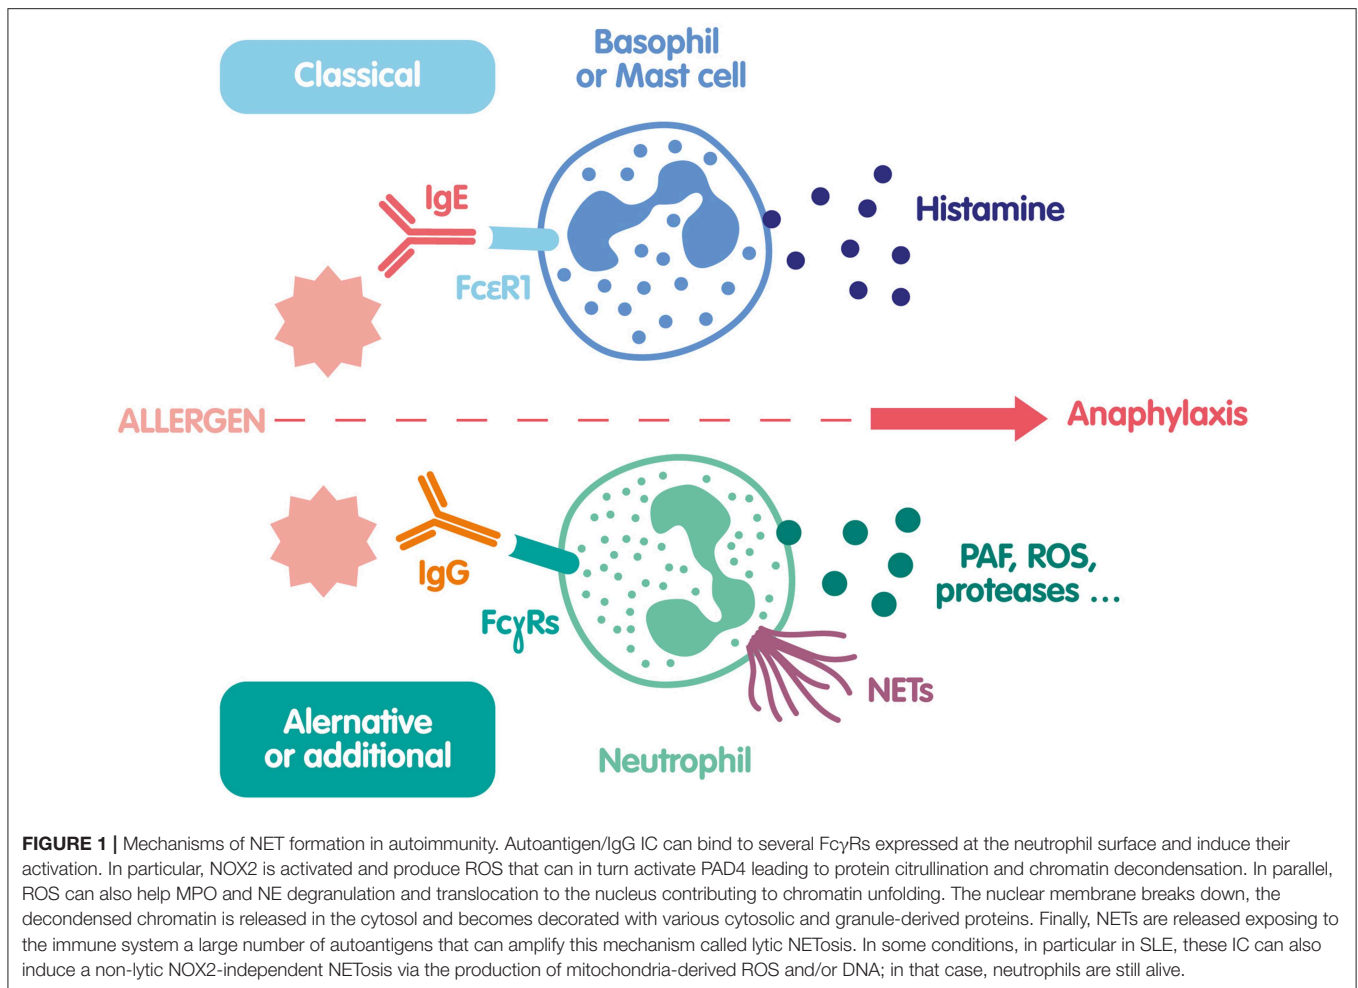 Classical
Basophil
or Mast cell
IgE
FcεR1
Histamine
ALLERGEN
Anaphylaxis
IgG
FcγRs
PAF, ROS,
proteases ...
NETs
Alernative
or additional
Neutrophil
FIGURE 1 | Mechanisms of NET formation in autoimmunity. Autoantigen/IgG IC can bind to several FcγRs expressed at the neutrophil surface and induce their
activation. In particular, NOX2 is activated and produce ROS that can in turn activate PAD4 leading to protein citrullination and chromatin decondensation. In parallel,
ROS can also help MPO and NE degranulation and translocation to the nucleus contributing to chromatin unfolding. The nuclear membrane breaks down, the
decondensed chromatin is released in the cytosol and becomes decorated with various cytosolic and granule-derived proteins. Finally, NETs are released exposing to
the immune system a large number of autoantigens that can amplify this mechanism called lytic NETosis. In some conditions, in particular in SLE, these IC can also
induce a non-lytic NOX2-independent NETosis via the production of mitochondria-derived ROS and/or DNA; in that case, neutrophils are still alive.